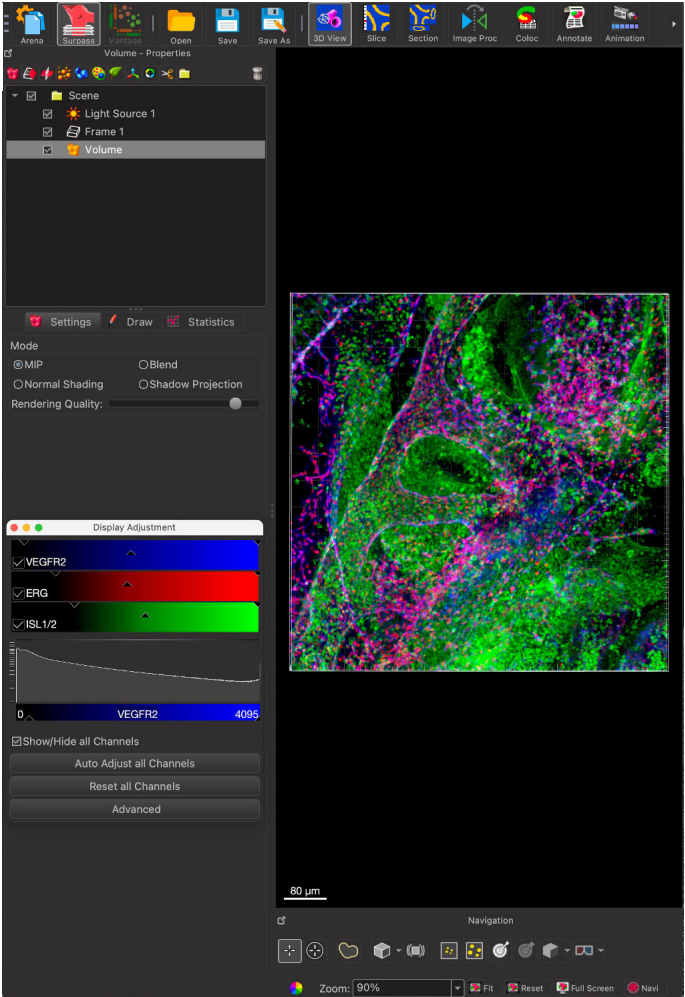 Arena
Surpass
Vantage
Open
Save
Save As
3D View
Slice
Section
Image Proc
Coloc
Annotate
Animation
Volume - Properties
Scene
Light Source 1
Frame 1
Volume
Settings
Draw
Statistics
Mode
MIP
Blend
Normal Shading
Shadow Projection
Rendering Quality:
Display Adjustment
VEGFR2
ERG
ISL1/2
0 VEGFR2 4095
Show/Hide all Channels
Auto Adjust all Channels
Reset all Channels
Advanced
80 µm
Navigation
Zoom: 90% Fit Reset Full Screen Navi